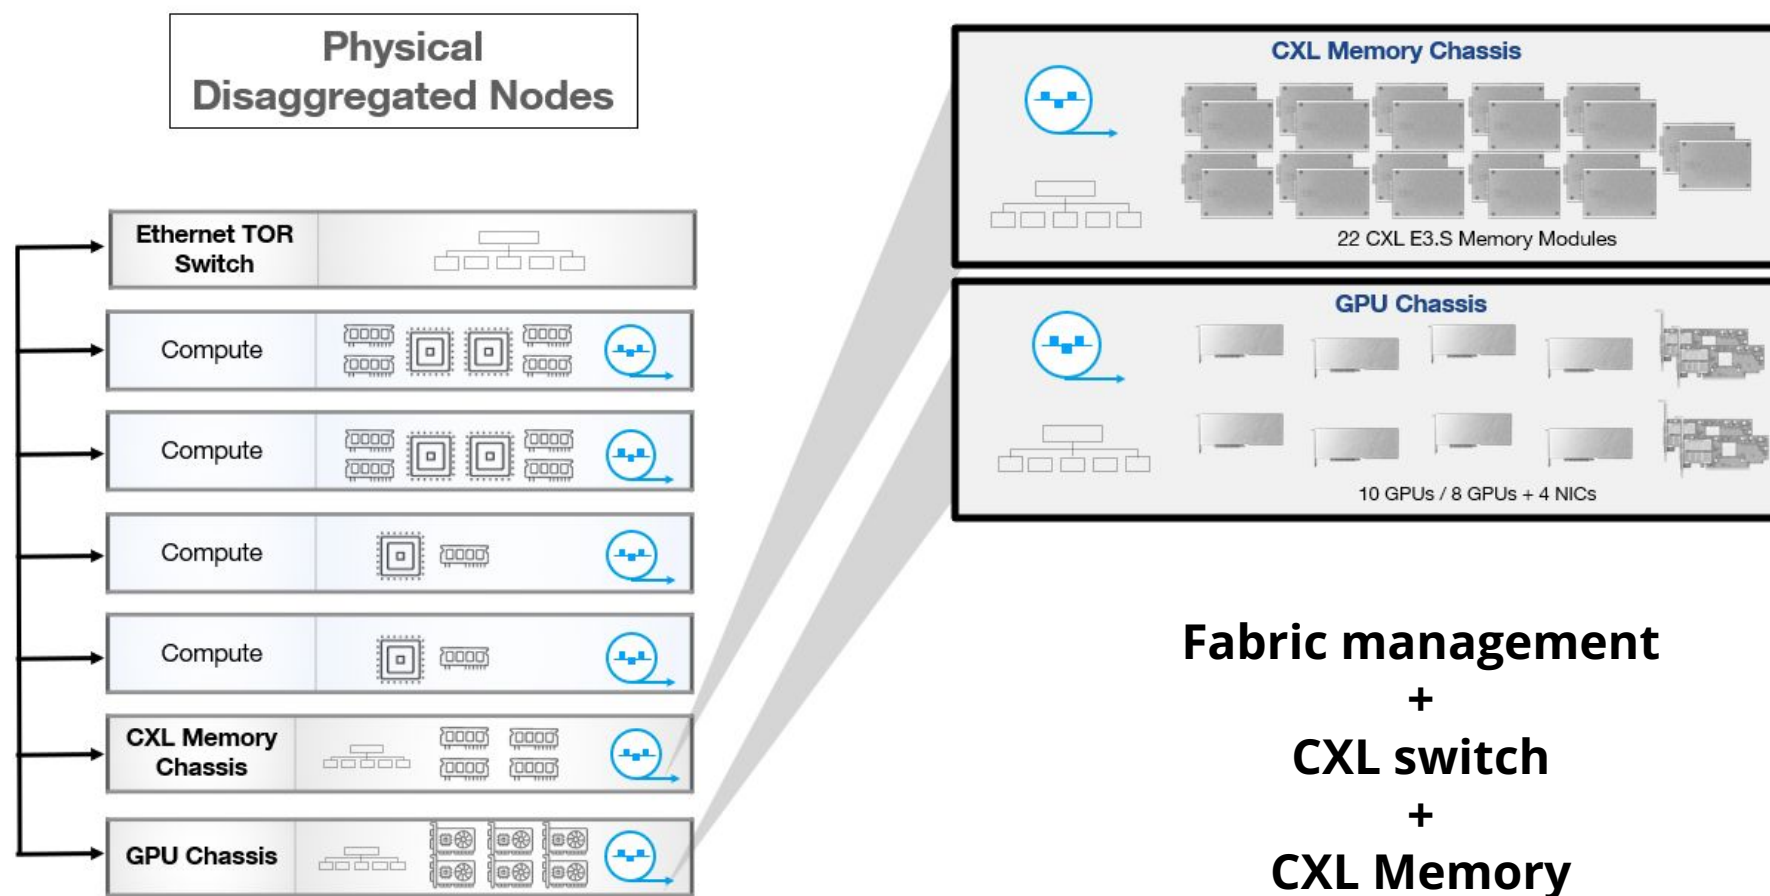 Physical
Disaggregated Nodes
Ethernet TOR
Switch
Compute
Compute
Compute
Compute
CXL Memory
Chassis
GPU Chassis
CXL Memory Chassis
22 CXL E3.S Memory Modules
GPU Chassis
10 GPUs / 8 GPUs + 4 NICs
Fabric management
+
CXL switch
+
CXL Memory